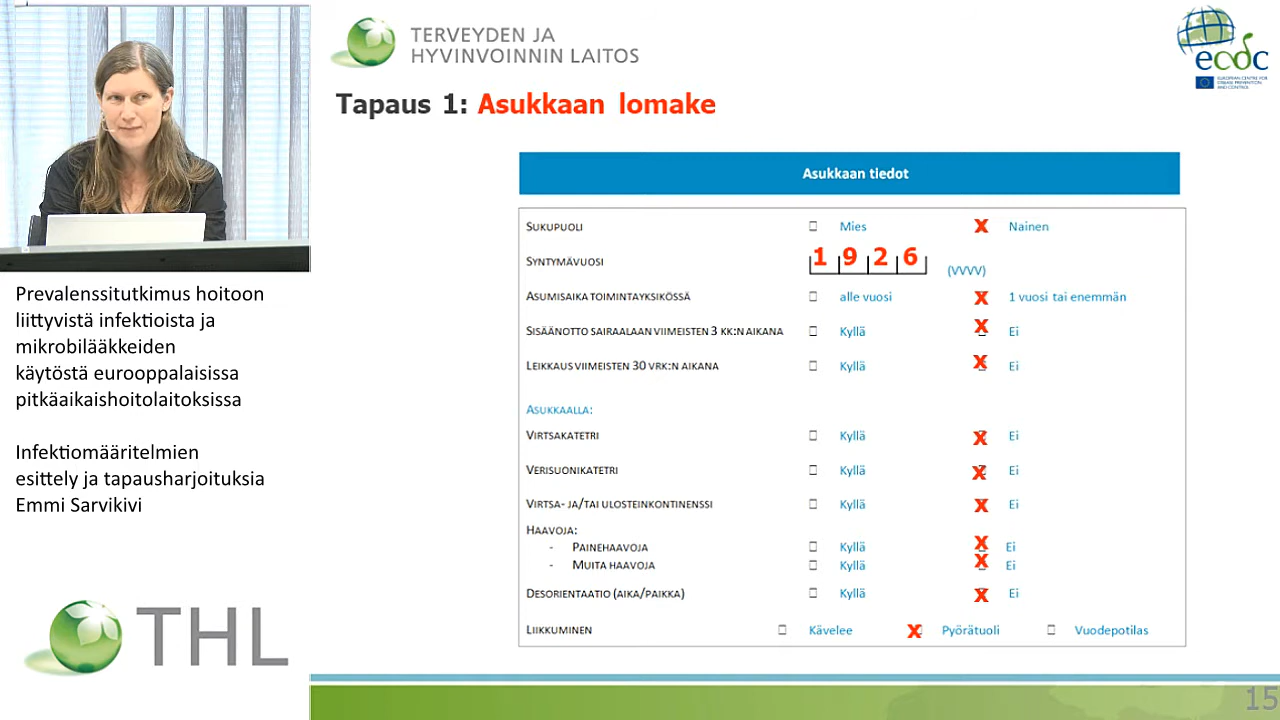 TERVEYDEN JA
HYVINVOINNIN LAITOS
ecdc
EUROPEAN CENTRE FOR
DISEASE PREVENTION
AND CONTROL
Tapaus 1: Asukkaan lomake
Asukkaan tiedot
SUKUPUOLI Mies X Nainen
SYNTYMÄVUOSI 1 9 2 6 (VVVV)
ASUMISAIKA TOIMINTAYKSIKÖSSÄ alle vuosi X 1 vuosi tai enemmän
SISÄÄNOTTO SAIRAALAAN VIIMEISTEN 3 KK:N AIKANA Kyllä X Ei
LEIKKAUS VIIMEISTEN 30 VRK:N AIKANA Kyllä X Ei
ASUKKAALLA:
VIRTSAKATETRI Kyllä X Ei
VERISUONIKATETRI Kyllä X Ei
VIRTSA- JA/TAI ULOSTEINKONTINENSSI Kyllä X Ei
HAAVOJA:
- PAINEHAAVOJA Kyllä X Ei
- MUITA HAAVOJA Kyllä X Ei
DESORIENTAATIO (AIKA/PAIKKA) Kyllä X Ei
LIIKKUMINEN Kävelee X Pyörätuoli Vuodepotilas
15
Prevalenssitutkimus hoitoon
liittyvistä infektioista ja
mikrobilääkkeiden
käytöstä eurooppalaisissa
pitkäaikaishoitolaitoksissa
Infektiomääritelmien
esittely ja tapausharjoituksia
Emmi Sarvikivi
THL